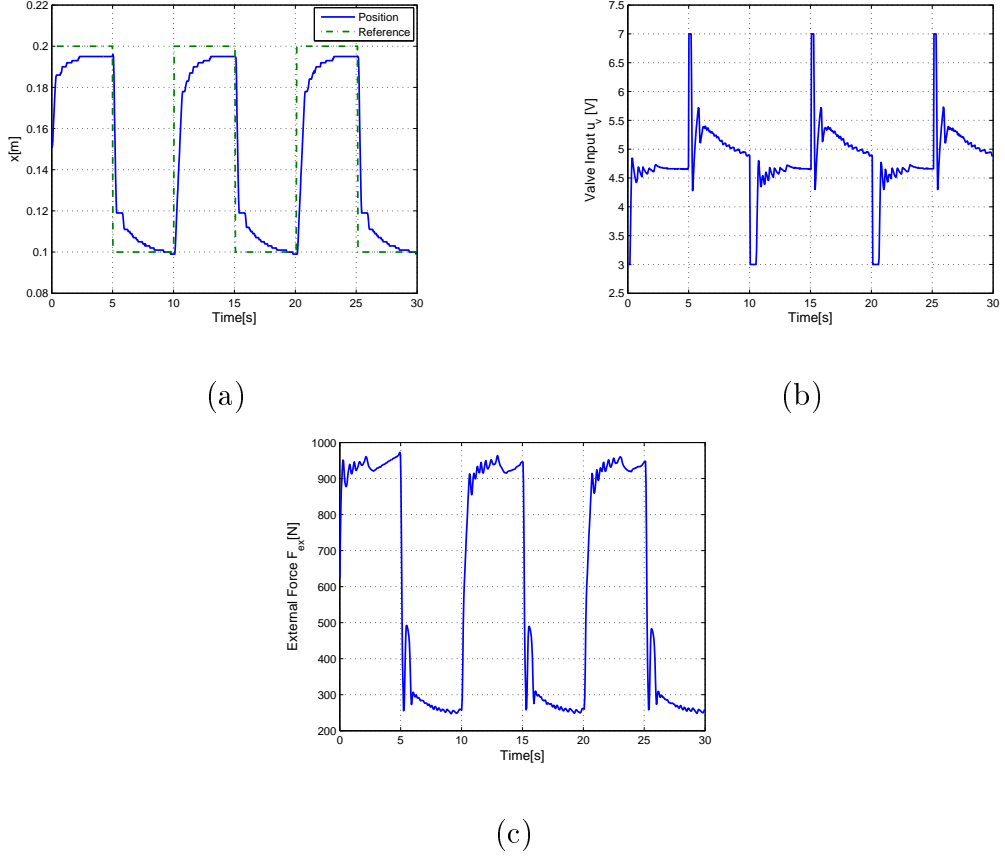 0.22
0.2
0.18
0.16
0.14
0.12
0.1
0.08
x[m]
0 5 10 15 20 25 30
Time[s]
Position
Reference
7.5
7
6.5
6
5.5
5
4.5
4
3.5
3
2.5
Valve Input u_v [V]
0 5 10 15 20 25 30
Time[s]
(a)
(b)
1000
900
800
700
600
500
400
300
200
External Force F_ex[N]
0 5 10 15 20 25 30
Time[s]
(c)